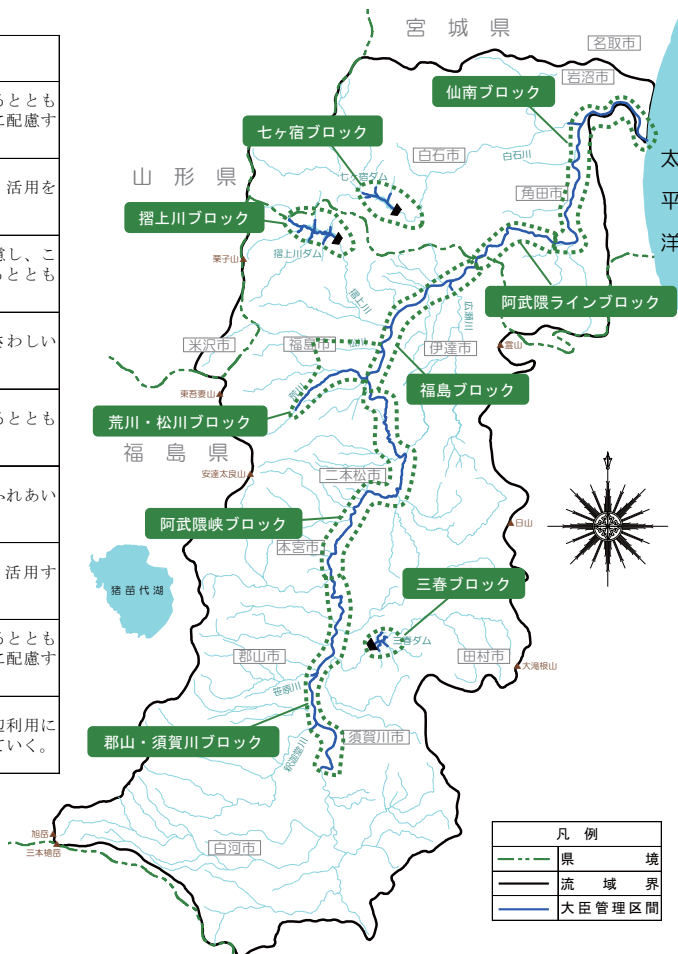 るととも
に配慮す
活用を
慮し、こ
るととも
さわしい
るととも
ふれあい
活用す
るととも
に配慮す
辺利用に
ていく。
宮城県
名取市
岩沼市
仙南ブロック
七ヶ宿ブロック
白石市
白石川
太平洋
山形県
七ヶ宿ダム
角田市
摺上川ブロック
摺上川ダム
栗子山
阿武隈ラインブロック
摺上川
広瀬川
米沢市
福島市
松川
伊達市
霊山
東吾妻山
荒川
福島ブロック
荒川・松川ブロック
福島県
安達太良山
二本松市
阿武隈峡ブロック
日山
本宮市
猪苗代湖
三春ブロック
三春ダム
郡山市
田村市
大滝根山
笹原川
郡山・須賀川ブロック
須賀川市
釈迦堂川
旭岳
三本槍岳
白河市
凡例
県境
流域界
大臣管理区間